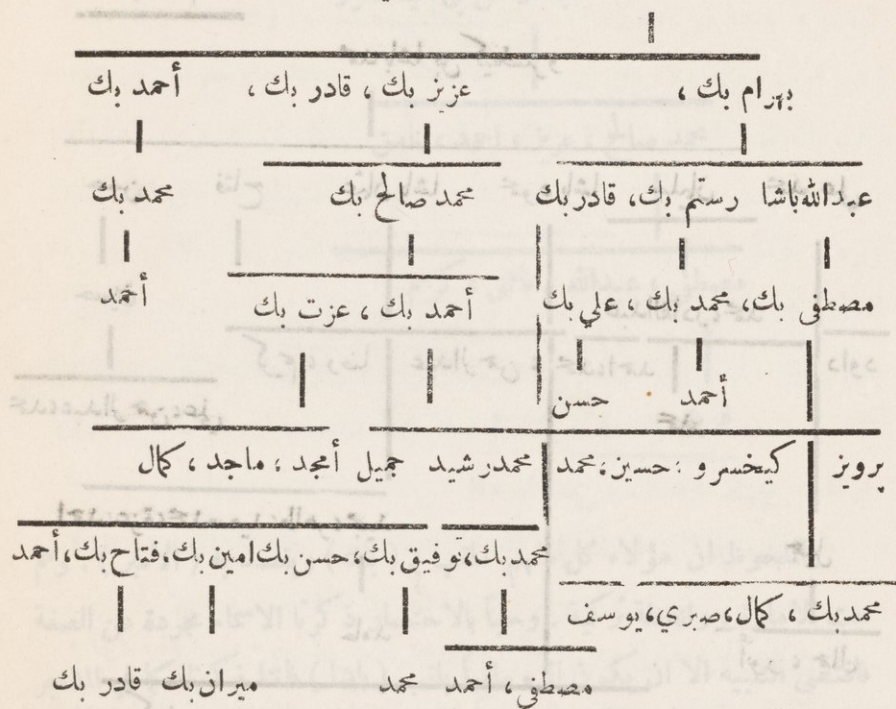 بهرام بك، عزيز بك، قادر بك، أحمد بك
عبدالله باشا رستم بك، قادر بك محمد صالح بك محمد بك
مصطفى بك، محمد بك، علي بك أحمد بك، عزت بك أحمد
أحمد حسن
پرويز كيخسرو: حسين: محمد محمد رشيد جميل أمجد: ماجد، كمال
محمد بك، توفيق بك، حسن بك امين بك. فتاح بك، أحمد
محمد بك، كمال، صبري، يوسف
مصطفى، أحمد محمد ميران بك قادر بك